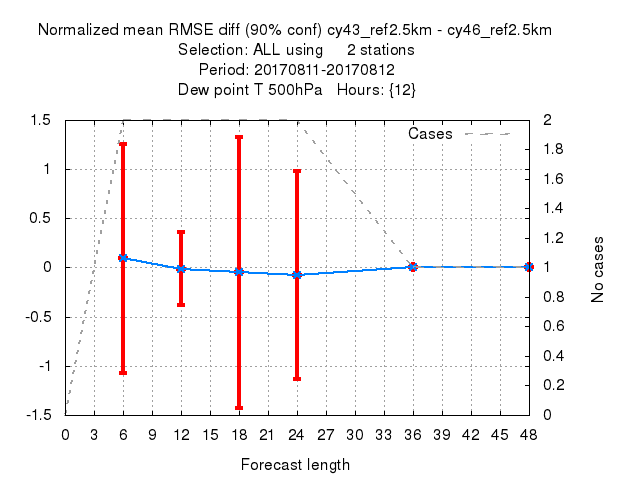 Normalized mean RMSE diff (90% conf) cy43_ref2.5km - cy46_ref2.5km
Selection: ALL using 2 stations
Period: 20170811-20170812
Dew point T 500hPa Hours: {12}
Cases
1.5
1
0.5
0
-0.5
-1
-1.5
2
1.8
1.6
1.4
1.2
1
0.8
0.6
0.4
0.2
0
No cases
0 3 6 9 12 15 18 21 24 27 30 33 36 39 42 45 48
Forecast length